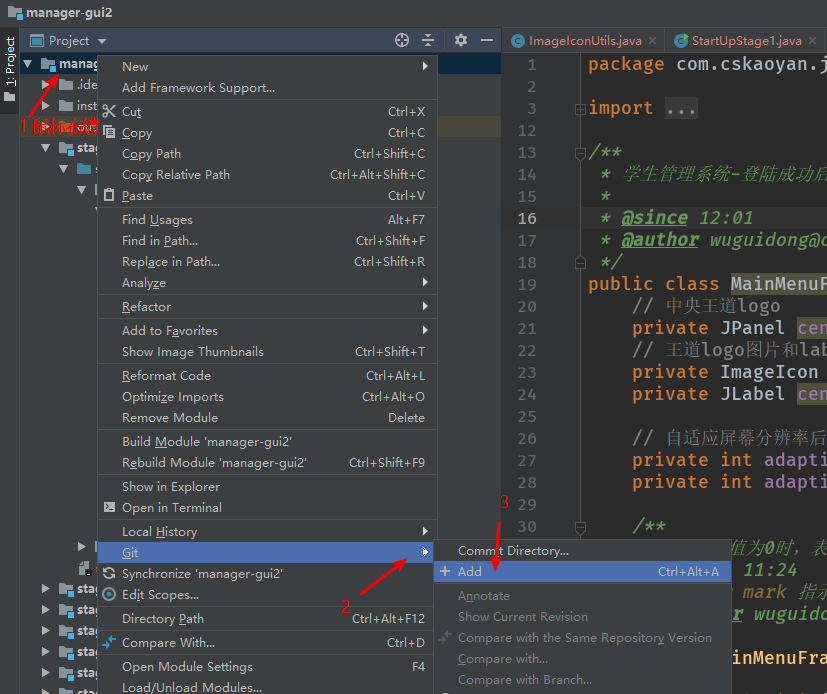 manager-gui2
Project
ImageIconUtils.java
StartUpStage1.java
1: Project
manag
.ide
inst
out
stag
s
stag
stag
stag
stag
stag
1
New
Add Framework Support...
Cut Ctrl+X
Copy Ctrl+C
Copy Path Ctrl+Shift+C
Copy Relative Path Ctrl+Alt+Shift+C
Paste Ctrl+V
Find Usages Alt+F7
Find in Path... Ctrl+Shift+F
Replace in Path... Ctrl+Shift+R
Analyze
Refactor
Add to Favorites
Show Image Thumbnails Ctrl+Shift+T
Reformat Code Ctrl+Alt+L
Optimize Imports Ctrl+Alt+O
Remove Module Delete
Build Module 'manager-gui2'
Rebuild Module 'manager-gui2' Ctrl+Shift+F9
Show in Explorer
Open in Terminal
Local History
Git
Synchronize 'manager-gui2'
Edit Scopes...
Directory Path Ctrl+Alt+F12
Compare With... Ctrl+D
Open Module Settings F4
Load/Unload Modules...
2
3
Commit Directory...
Add Ctrl+Alt+A
Annotate
Show Current Revision
Compare with the Same Repository Version
Compare with...
Compare with Branch...
1 package com.cskaoyan.j
2
3 import ...
12
13 /**
14 * 学生管理系统-登陆成功后
15 *
16 * @since 12:01
17 * @author wuguidong@c
18 */
19 public class MainMenuF
20 // 中央王道logo
21 private JPanel cen
22 // 王道logo图片和lab
23 private ImageIcon
24 private JLabel cen
25
26 // 自适应屏幕分辨率后
27 private int adapti
28 private int adapti
29
30 /**
值为0时，表
11:24
mark 指示
r wuguido
inMenuFra